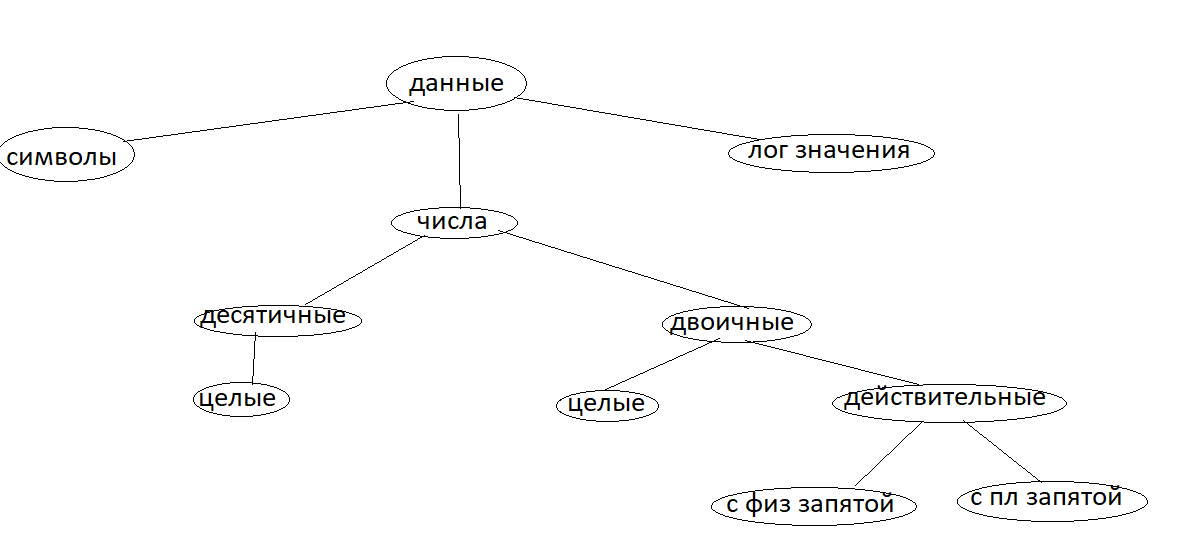 данные
символы
лог значения
числа
десятичные
двоичные
целые
целые
действительные
с физ запятой
с пл запятой